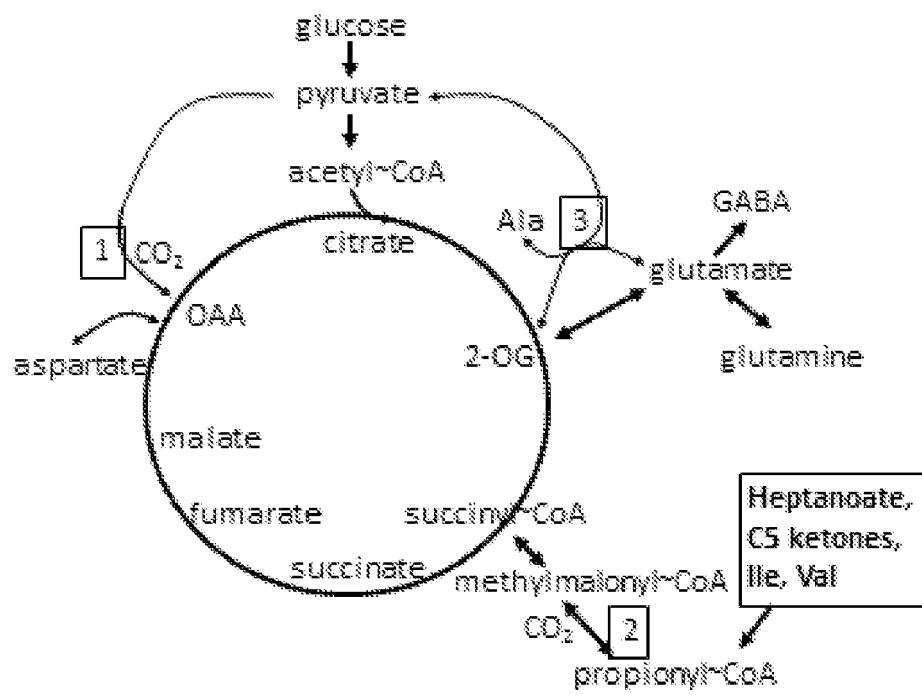 glucose
pyruvate
acetyl~CoA
citrate
1
CO2
OAA
aspartate
malate
fumarate
succinate
succinyl~CoA
2-OG
Ala
3
GABA
glutamate
glutamine
Heptanoate,
C5 ketones,
Ile, Val
methylmalonyl~CoA
CO2
2
propionyl~CoA